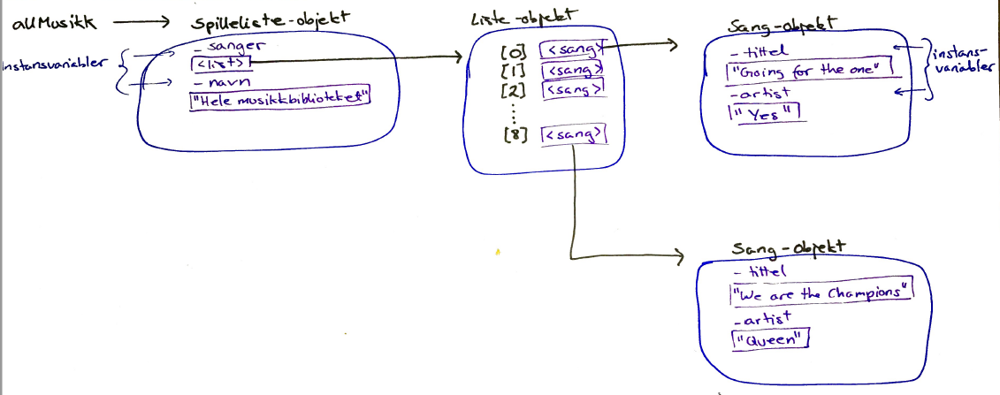 allMusikk
Spilleliste-objekt
instansvariabler
- sanger
<list>
- navn
"Hele musikkbiblioteket"
Liste-objekt
[0] <sang>
[1] <sang>
[2] <sang>
[8] <sang>
Sang-objekt
- tittel
"Going for the one"
-artist
"Yes"
instans-
variabler
Sang-objekt
- tittel
"We are the Champions"
-artist
"Queen"